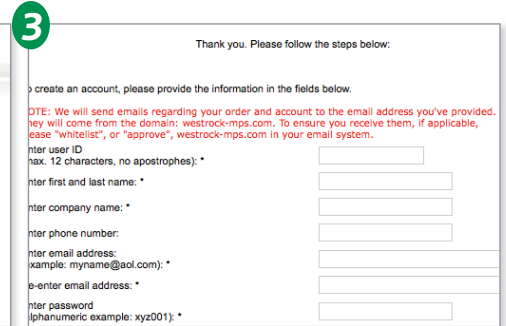 3
Thank you. Please follow the steps below:
o create an account, please provide the information in the fields below.
OTE: We will send emails regarding your order and account to the email address you've provided.
hey will come from the domain: westrock-mps.com. To ensure you receive them, if applicable,
ease "whitelist", or "approve", westrock-mps.com in your email system.
nter user ID
max. 12 characters, no apostrophes): *
nter first and last name: *
nter company name: *
nter phone number:
nter email address:
xample: myname@aol.com): *
e-enter email address: *
nter password
lphanumeric example: xyz001): *